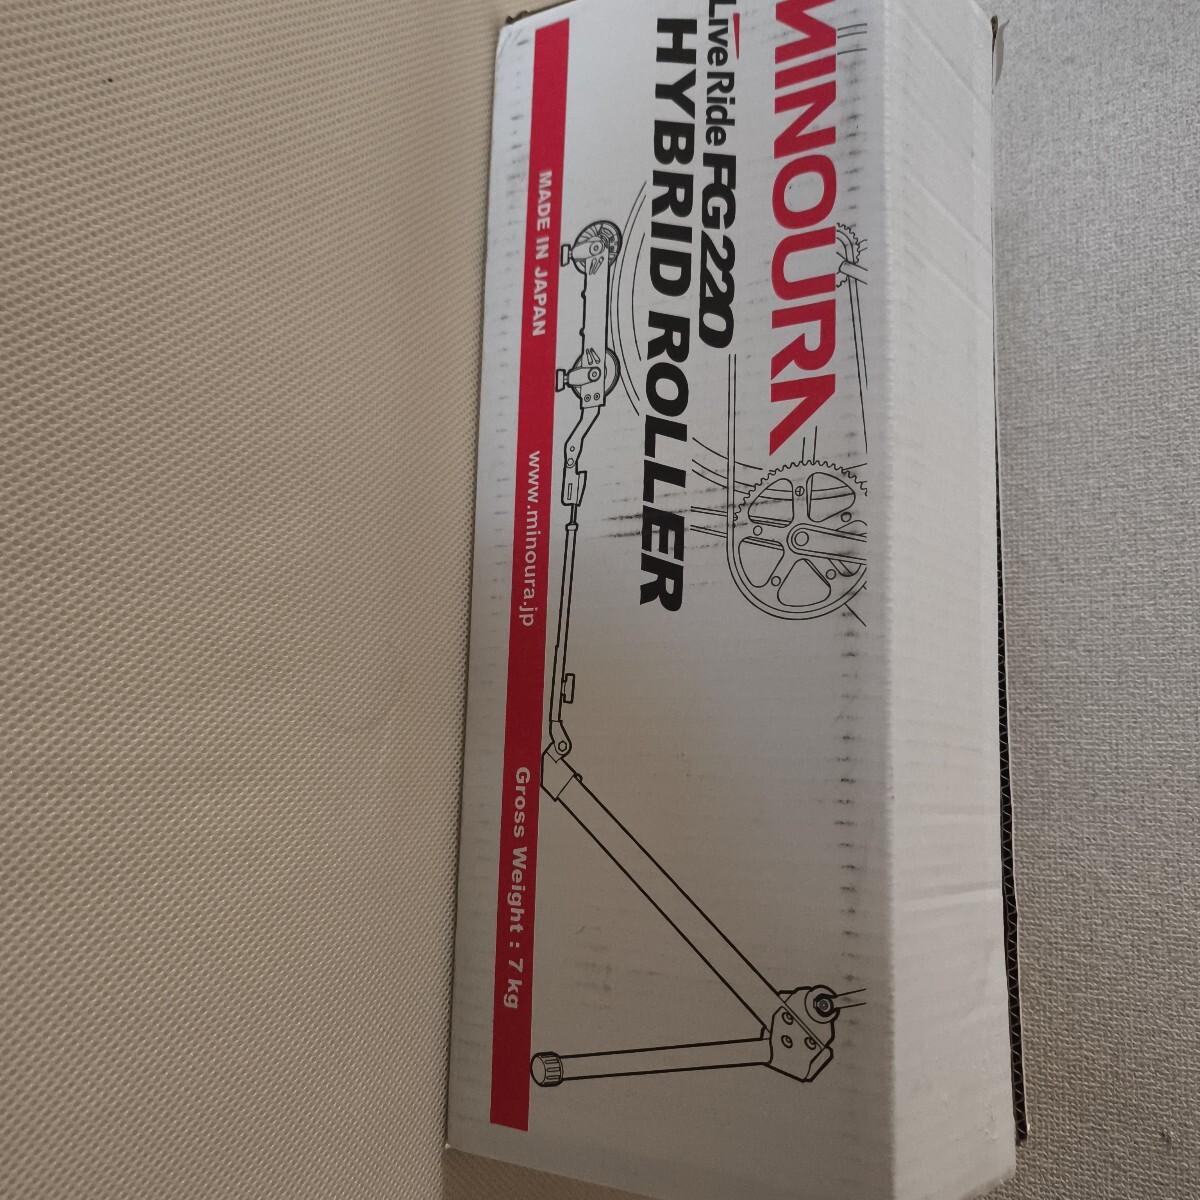 MINOURA
Live Ride FG220
HYBRID ROLLER
MADE IN JAPAN www.minoura.jp Gross Weight : 7 kg